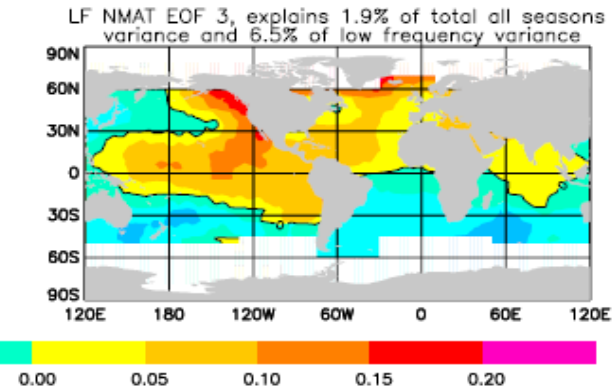 LF NMAT EOF 3, explains 1.9% of total all seasons
variance and 6.5% of low frequency variance
90N
60N
30N
0
30S
60S
90S
120E 180 120W 60W 0 60E 120E
0.00 0.05 0.10 0.15 0.20